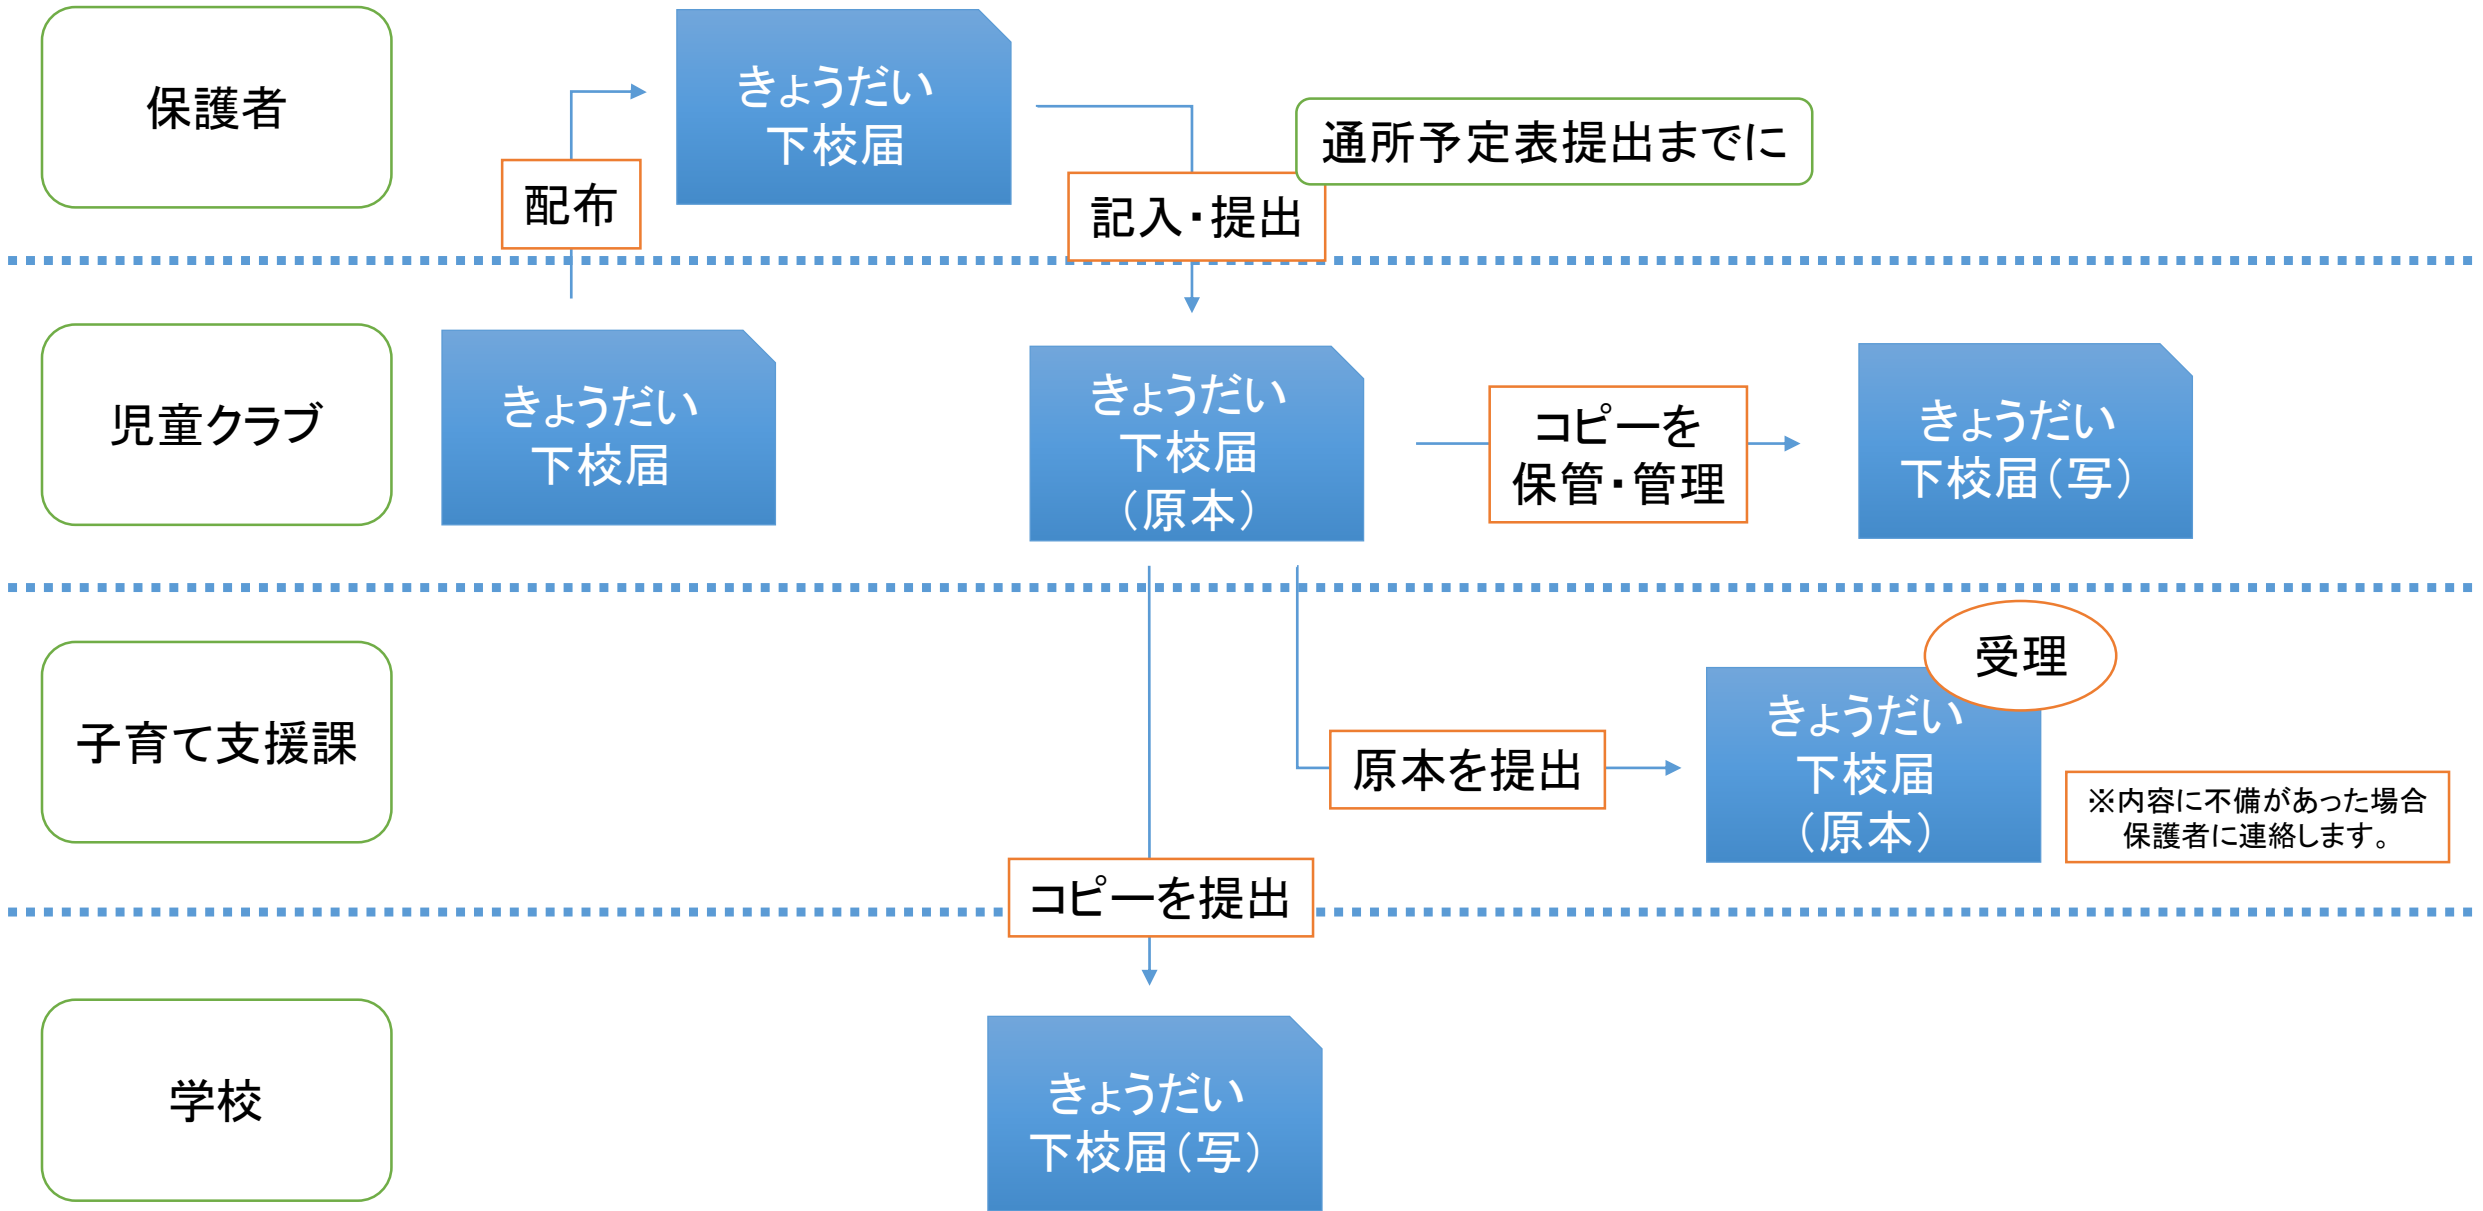 保護者
きょうだい
下校届
配布
通所予定表提出までに
記入・提出
児童クラブ
きょうだい
下校届
きょうだい
下校届
（原本）
コピーを
保管・管理
きょうだい
下校届（写）
子育て支援課
原本を提出
受理
きょうだい
下校届
（原本）
※内容に不備があった場合
保護者に連絡します。
コピーを提出
学校
きょうだい
下校届（写）